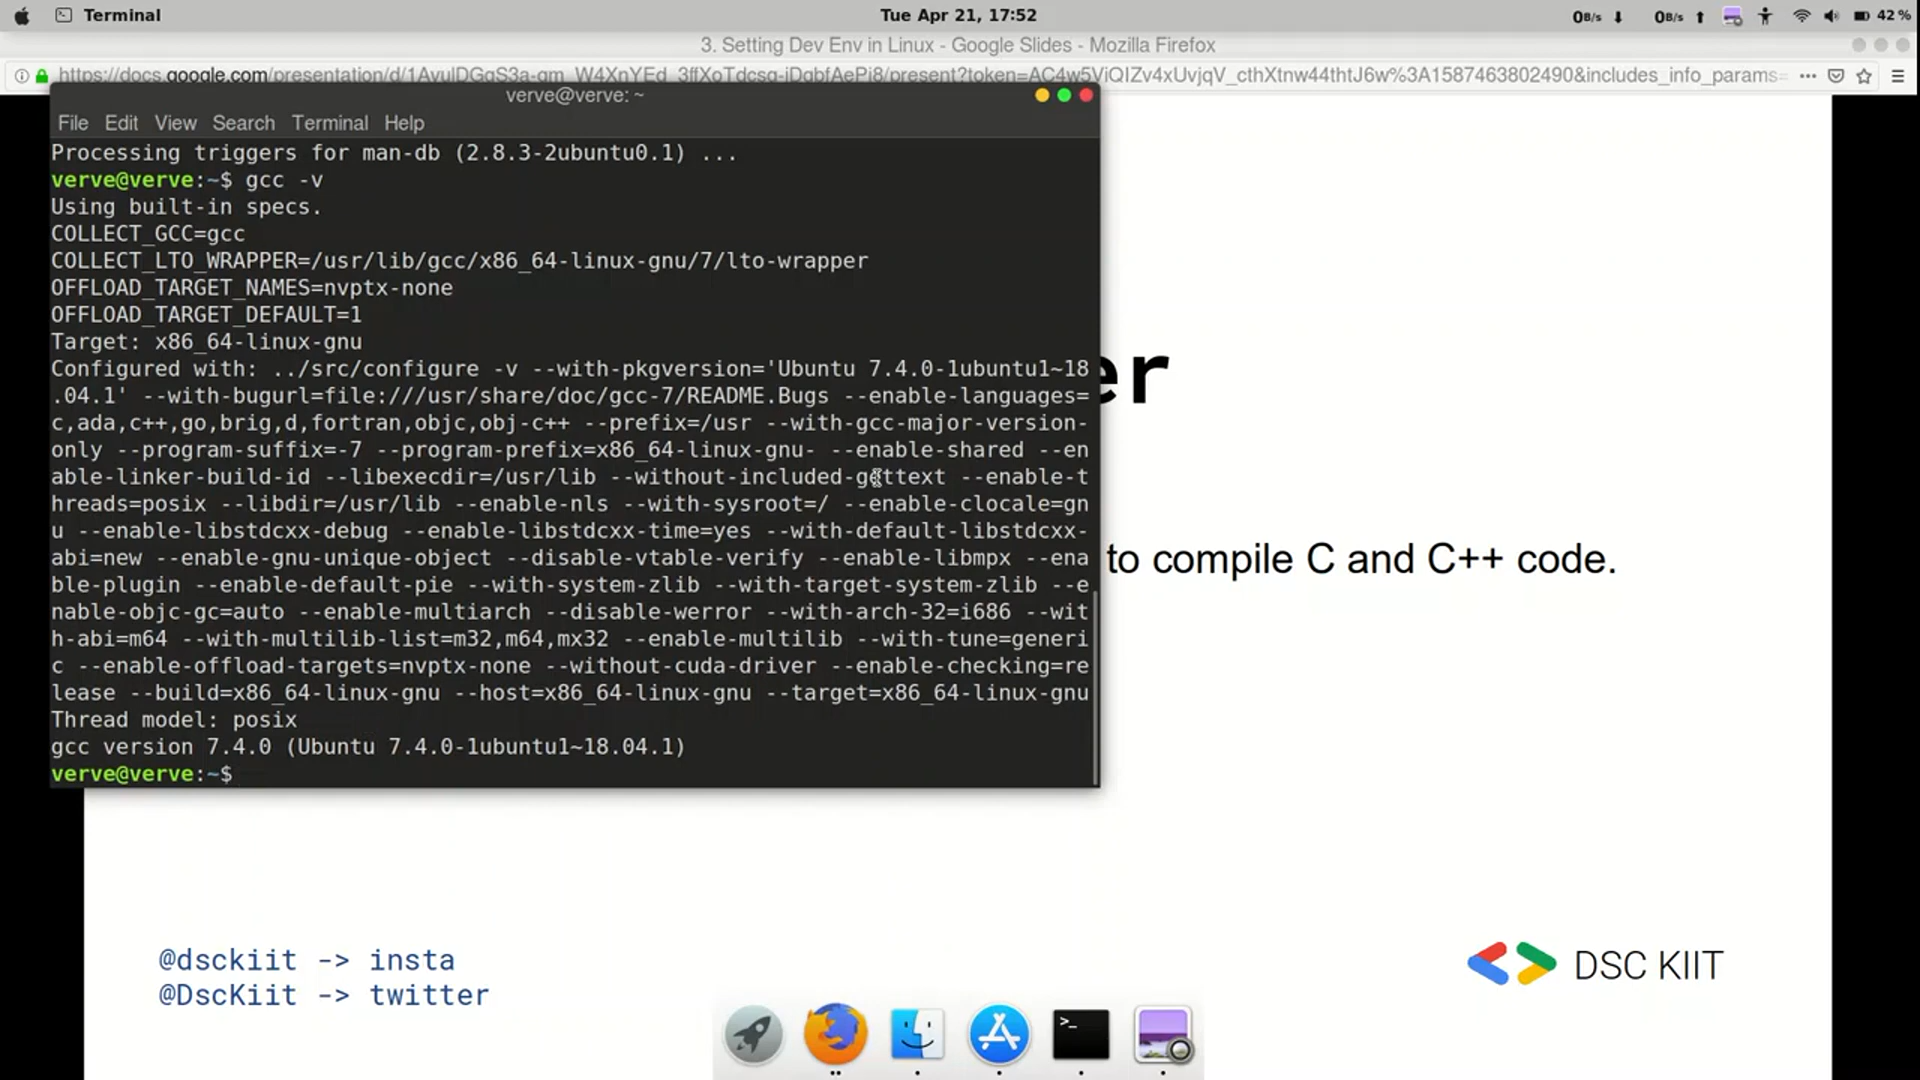 Terminal
Tue Apr 21, 17:52
0B/s 0B/s 42%
3. Setting Dev Env in Linux - Google Slides - Mozilla Firefox
verve@verve: ~
File Edit View Search Terminal Help
Processing triggers for man-db (2.8.3-2ubuntu0.1) ...
verve@verve:~$ gcc -v
Using built-in specs.
COLLECT_GCC=gcc
COLLECT_LTO_WRAPPER=/usr/lib/gcc/x86_64-linux-gnu/7/lto-wrapper
OFFLOAD_TARGET_NAMES=nvptx-none
OFFLOAD_TARGET_DEFAULT=1
Target: x86_64-linux-gnu
Configured with: ../src/configure -v --with-pkgversion='Ubuntu 7.4.0-1ubuntu1~18
.04.1' --with-bugurl=file:///usr/share/doc/gcc-7/README.Bugs --enable-languages=
c,ada,c++,go,brig,d,fortran,objc,obj-c++ --prefix=/usr --with-gcc-major-version-
only --program-suffix=-7 --program-prefix=x86_64-linux-gnu- --enable-shared --en
able-linker-build-id --libexecdir=/usr/lib --without-included-gettext --enable-t
hreads=posix --libdir=/usr/lib --enable-nls --with-sysroot=/ --enable-clocale=gn
u --enable-libstdcxx-debug --enable-libstdcxx-time=yes --with-default-libstdcxx-
abi=new --enable-gnu-unique-object --disable-vtable-verify --enable-libmpx --ena
ble-plugin --enable-default-pie --with-system-zlib --with-target-system-zlib --e
nable-objc-gc=auto --enable-multiarch --disable-werror --with-arch-32=i686 --wit
h-abi=m64 --with-multilib-list=m32,m64,mx32 --enable-multilib --with-tune=generi
c --enable-offload-targets=nvptx-none --without-cuda-driver --enable-checking=re
lease --build=x86_64-linux-gnu --host=x86_64-linux-gnu --target=x86_64-linux-gnu
Thread model: posix
gcc version 7.4.0 (Ubuntu 7.4.0-1ubuntu1~18.04.1)
verve@verve:~$
er
to compile C and C++ code.
@dsckiit -> insta
@DscKiit -> twitter
DSC KIIT